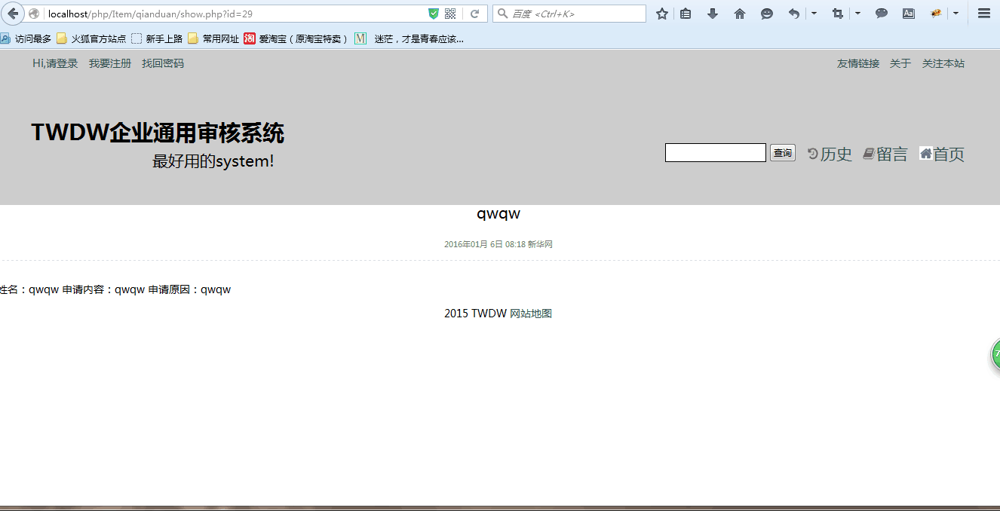 localhost/php/Item/qianduan/show.php?id=29
百度 <Ctrl+K>
Aa
访问最多 火狐官方站点 新手上路 常用网址 淘 爱淘宝（原淘宝特卖） M 迷茫，才是青春应该...
Hi,请登录 我要注册 找回密码 友情链接 关于 关注本站
TWDW企业通用审核系统
最好用的system!
查询 历史 留言 首页
qwqw
2016年01月 6日 08:18 新华网
姓名：qwqw 申请内容：qwqw 申请原因：qwqw
7
2015 TWDW 网站地图